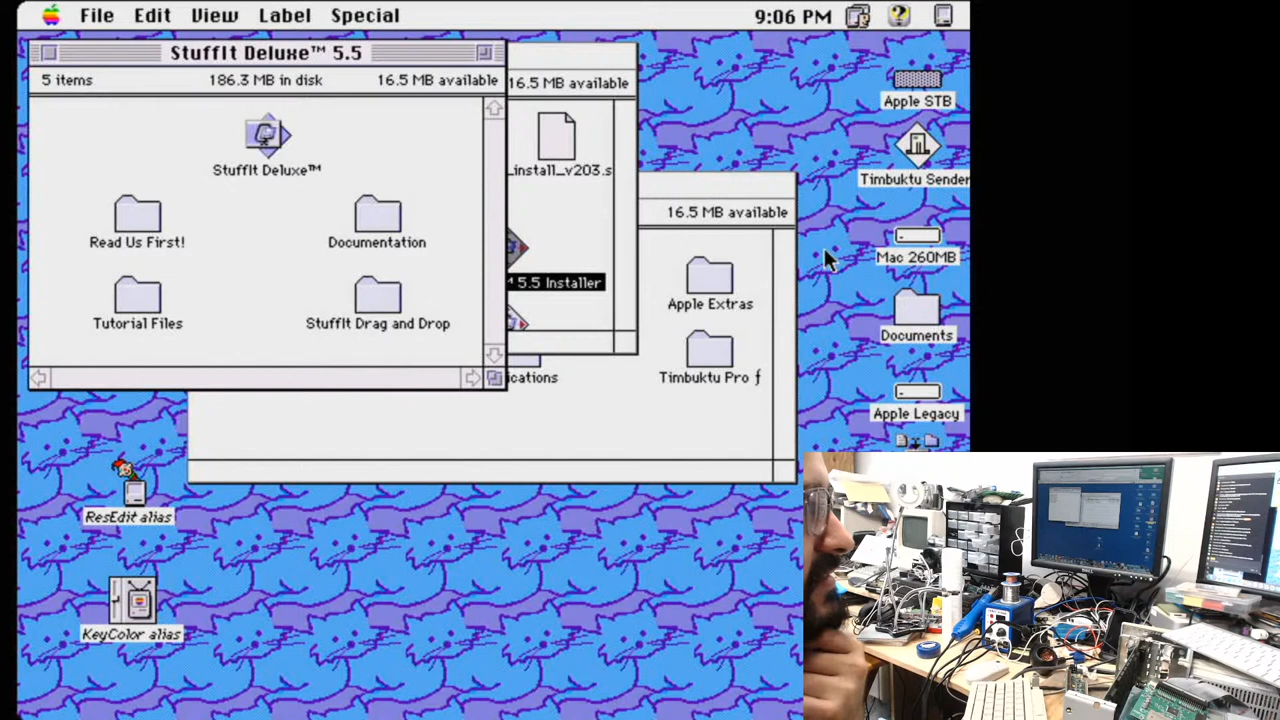 File Edit View Label Special 9:06 PM
StuffIt Deluxe™ 5.5
5 items 186.3 MB in disk 16.5 MB available
16.5 MB available
StuffIt Deluxe™
_install_v203.s
Read Us First!
Documentation
Tutorial Files
StuffIt Drag and Drop
™ 5.5 Installer
16.5 MB available
Apple Extras
ications
Timbuktu Pro ƒ
Apple STB
Timbuktu Sender
Mac 260MB
Documents
Apple Legacy
ResEdit alias
KeyColor alias